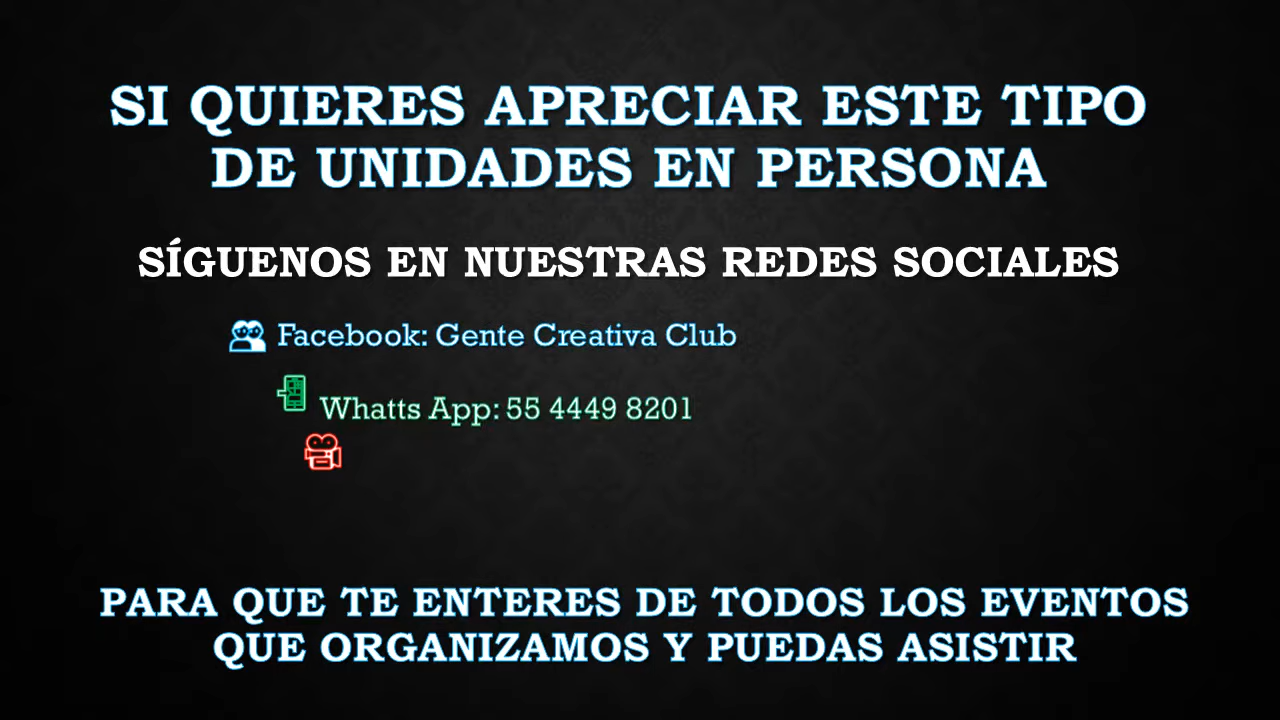 SI QUIERES APRECIAR ESTE TIPO
DE UNIDADES EN PERSONA
SÍGUENOS EN NUESTRAS REDES SOCIALES
Facebook: Gente Creativa Club
Whatts App: 55 4449 8201
PARA QUE TE ENTERES DE TODOS LOS EVENTOS
QUE ORGANIZAMOS Y PUEDAS ASISTIR